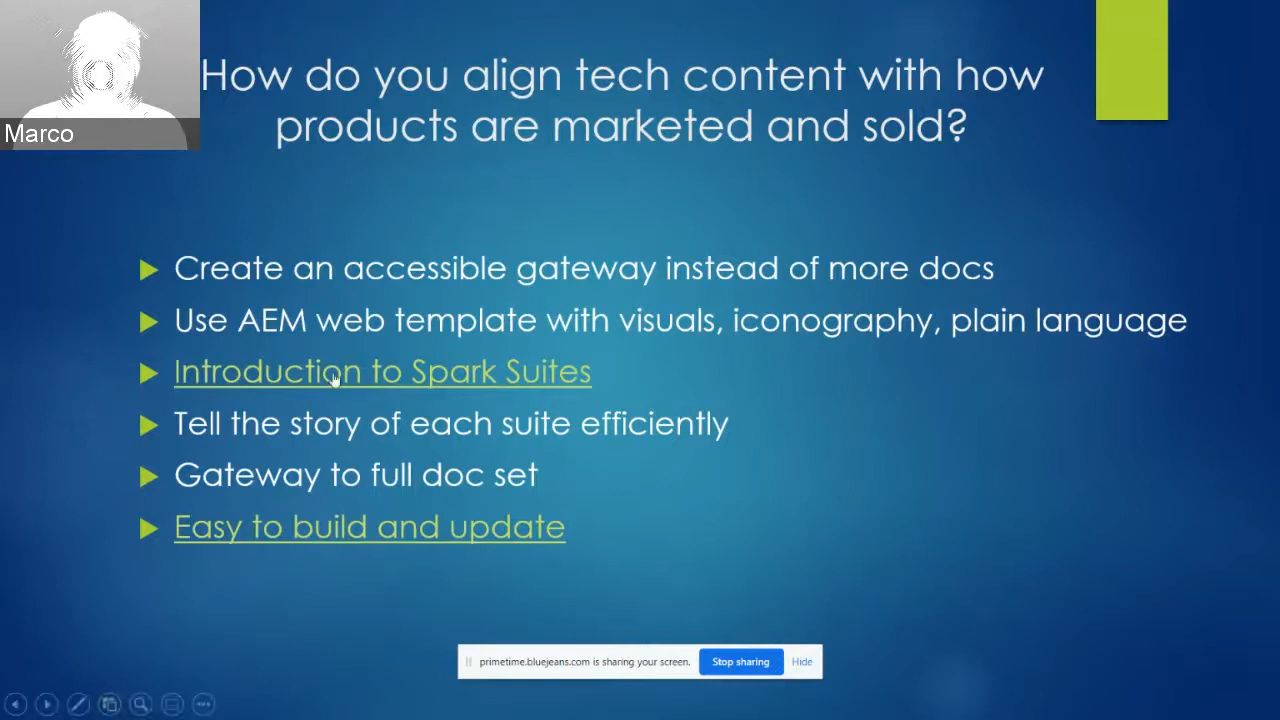 How do you align tech content with how
products are marketed and sold?
Marco
Create an accessible gateway instead of more docs
Use AEM web template with visuals, iconography, plain language
Introduction to Spark Suites
Tell the story of each suite efficiently
Gateway to full doc set
Easy to build and update
primetime.bluejeans.com is sharing your screen. Stop sharing Hide